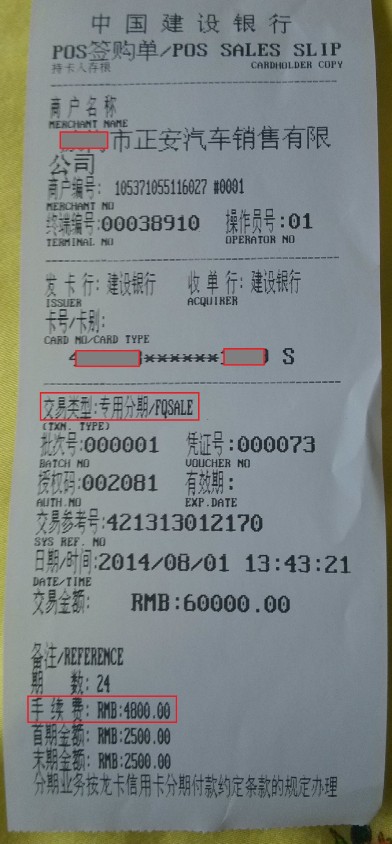 中国建设银行
POS签购单/POS SALES SLIP
持卡人存根 CARDHOLDER COPY
商户名称
MERCHANT NAME
市正安汽车销售有限
公司
商户编号: 105371055116027 #0001
MERCHANT NO
终端编号:00038910 操作员号:01
TERMINAL NO OPERATOR NO
发卡行: 建设银行 收单行: 建设银行
ISSUER ACQUIRER
卡号/卡别:
CARD NO/CARD TYPE
4 ****** S
交易类型:专用分期/FQSALE
(TXN. TYPE)
批次号:000001 凭证号:000073
BATCH NO VOUCHER NO
授权码:002081 有效期:
AUTH.NO EXP.DATE
交易参考号:421313012170
SYS REF. NO
日期/时间:2014/08/01 13:43:21
DATE/TIME
交易金额: RMB:60000.00
备注/REFERENCE
期 数:24
手续费:RMB:4800.00
首期金额:RMB:2500.00
末期金额:RMB:2500.00
分期业务按龙卡信用卡分期付款约定条款的规定办理